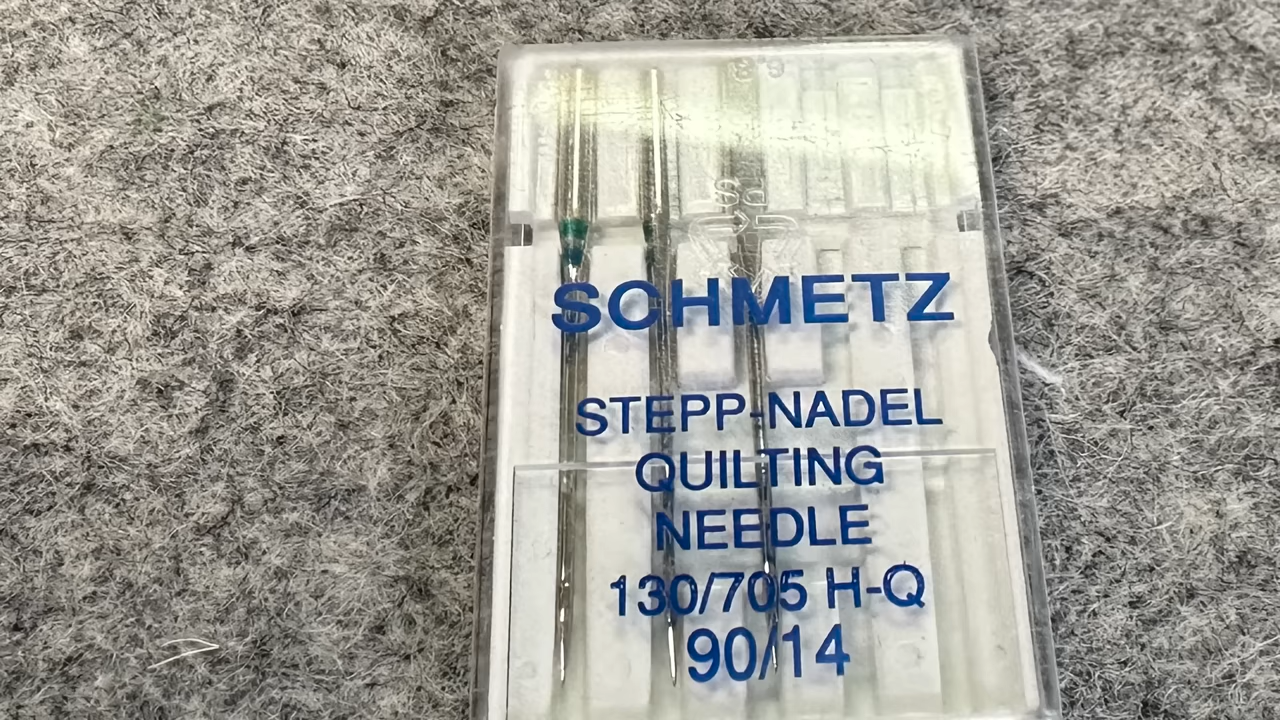 SCHMETZ
STEPP-NADEL
QUILTING
NEEDLE
130/705 H-Q
90/14